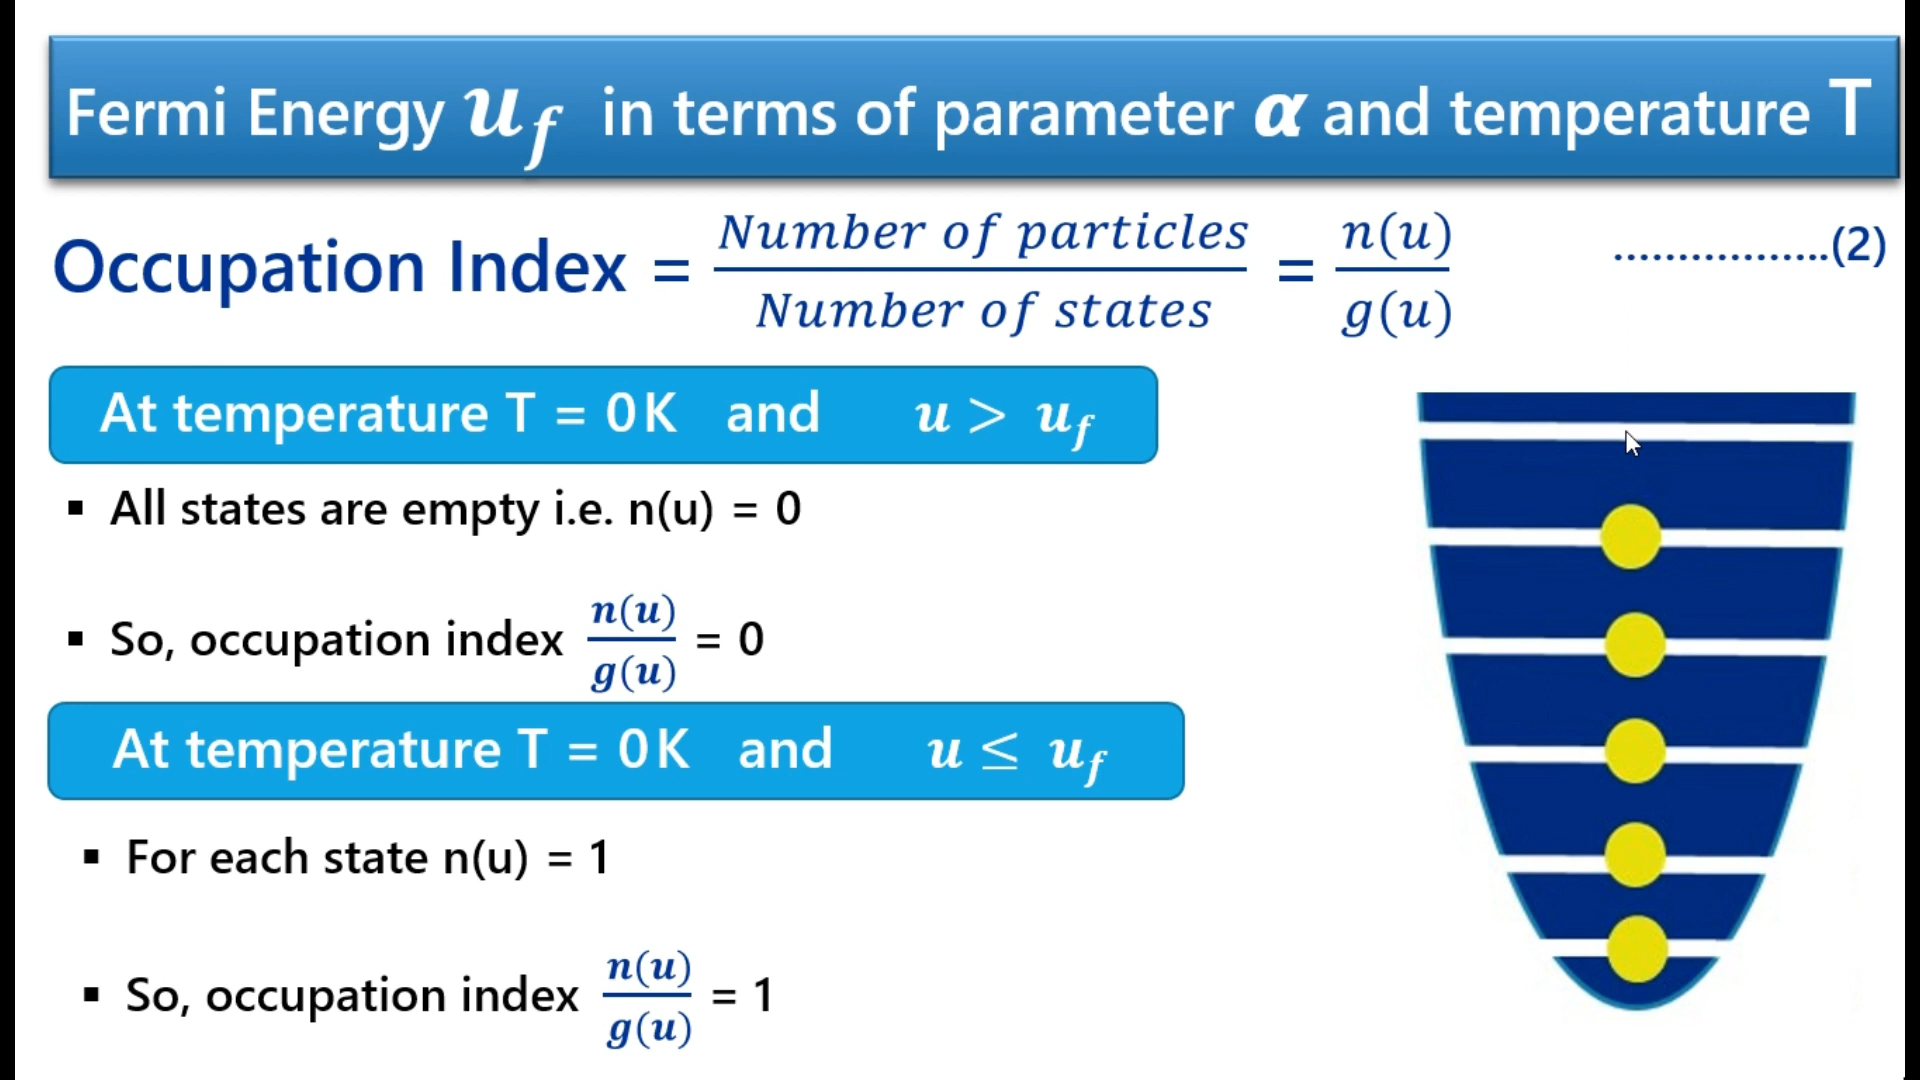 Fermi Energy u_f in terms of parameter α and temperature T
Occupation Index = Number of particles / Number of states = n(u) / g(u) .................(2)
At temperature T = 0K and u > u_f
▪ All states are empty i.e. n(u) = 0
▪ So, occupation index n(u) / g(u) = 0
At temperature T = 0K and u ≤ u_f
▪ For each state n(u) = 1
▪ So, occupation index n(u) / g(u) = 1